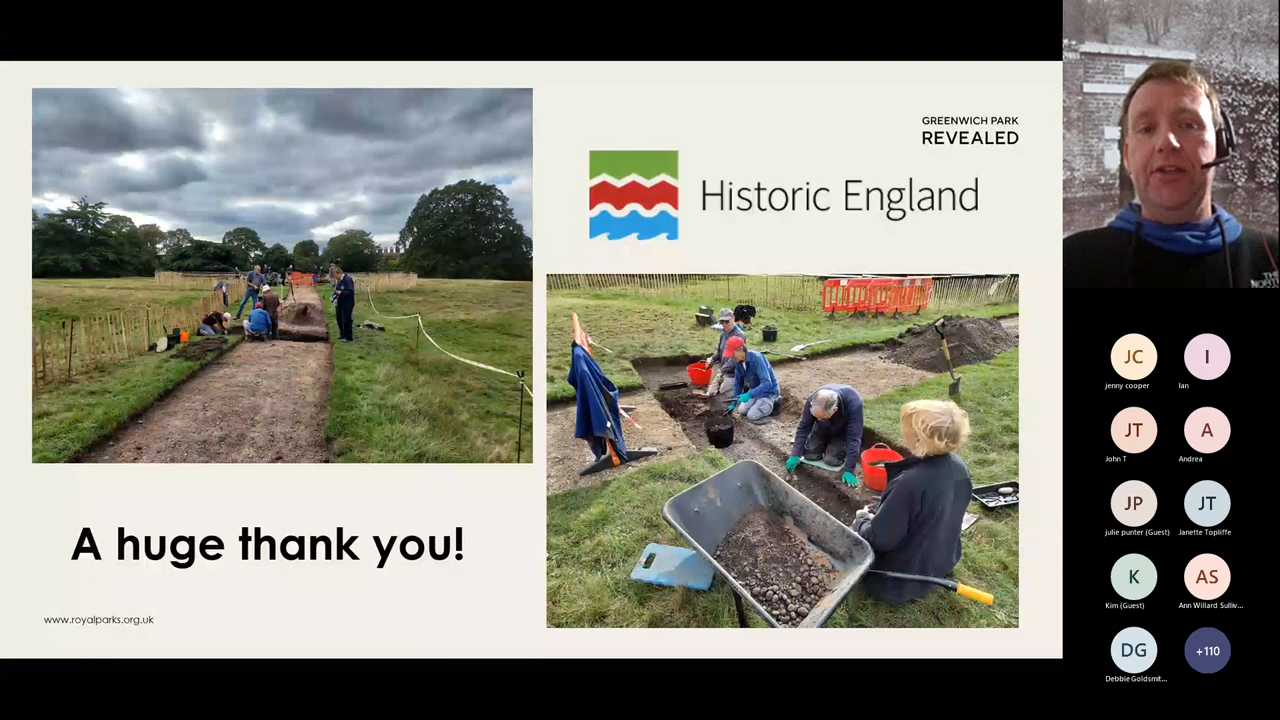 GREENWICH PARK
REVEALED
Historic England
A huge thank you!
www.royalparks.org.uk
JC
jenny cooper
I
Ian
JT
John T
A
Andrea
JP
julie punter (Guest)
JT
Janette Topliffe
K
Kim (Guest)
AS
Ann Willard Sulliv...
DG
Debbie Goldsmit...
+110